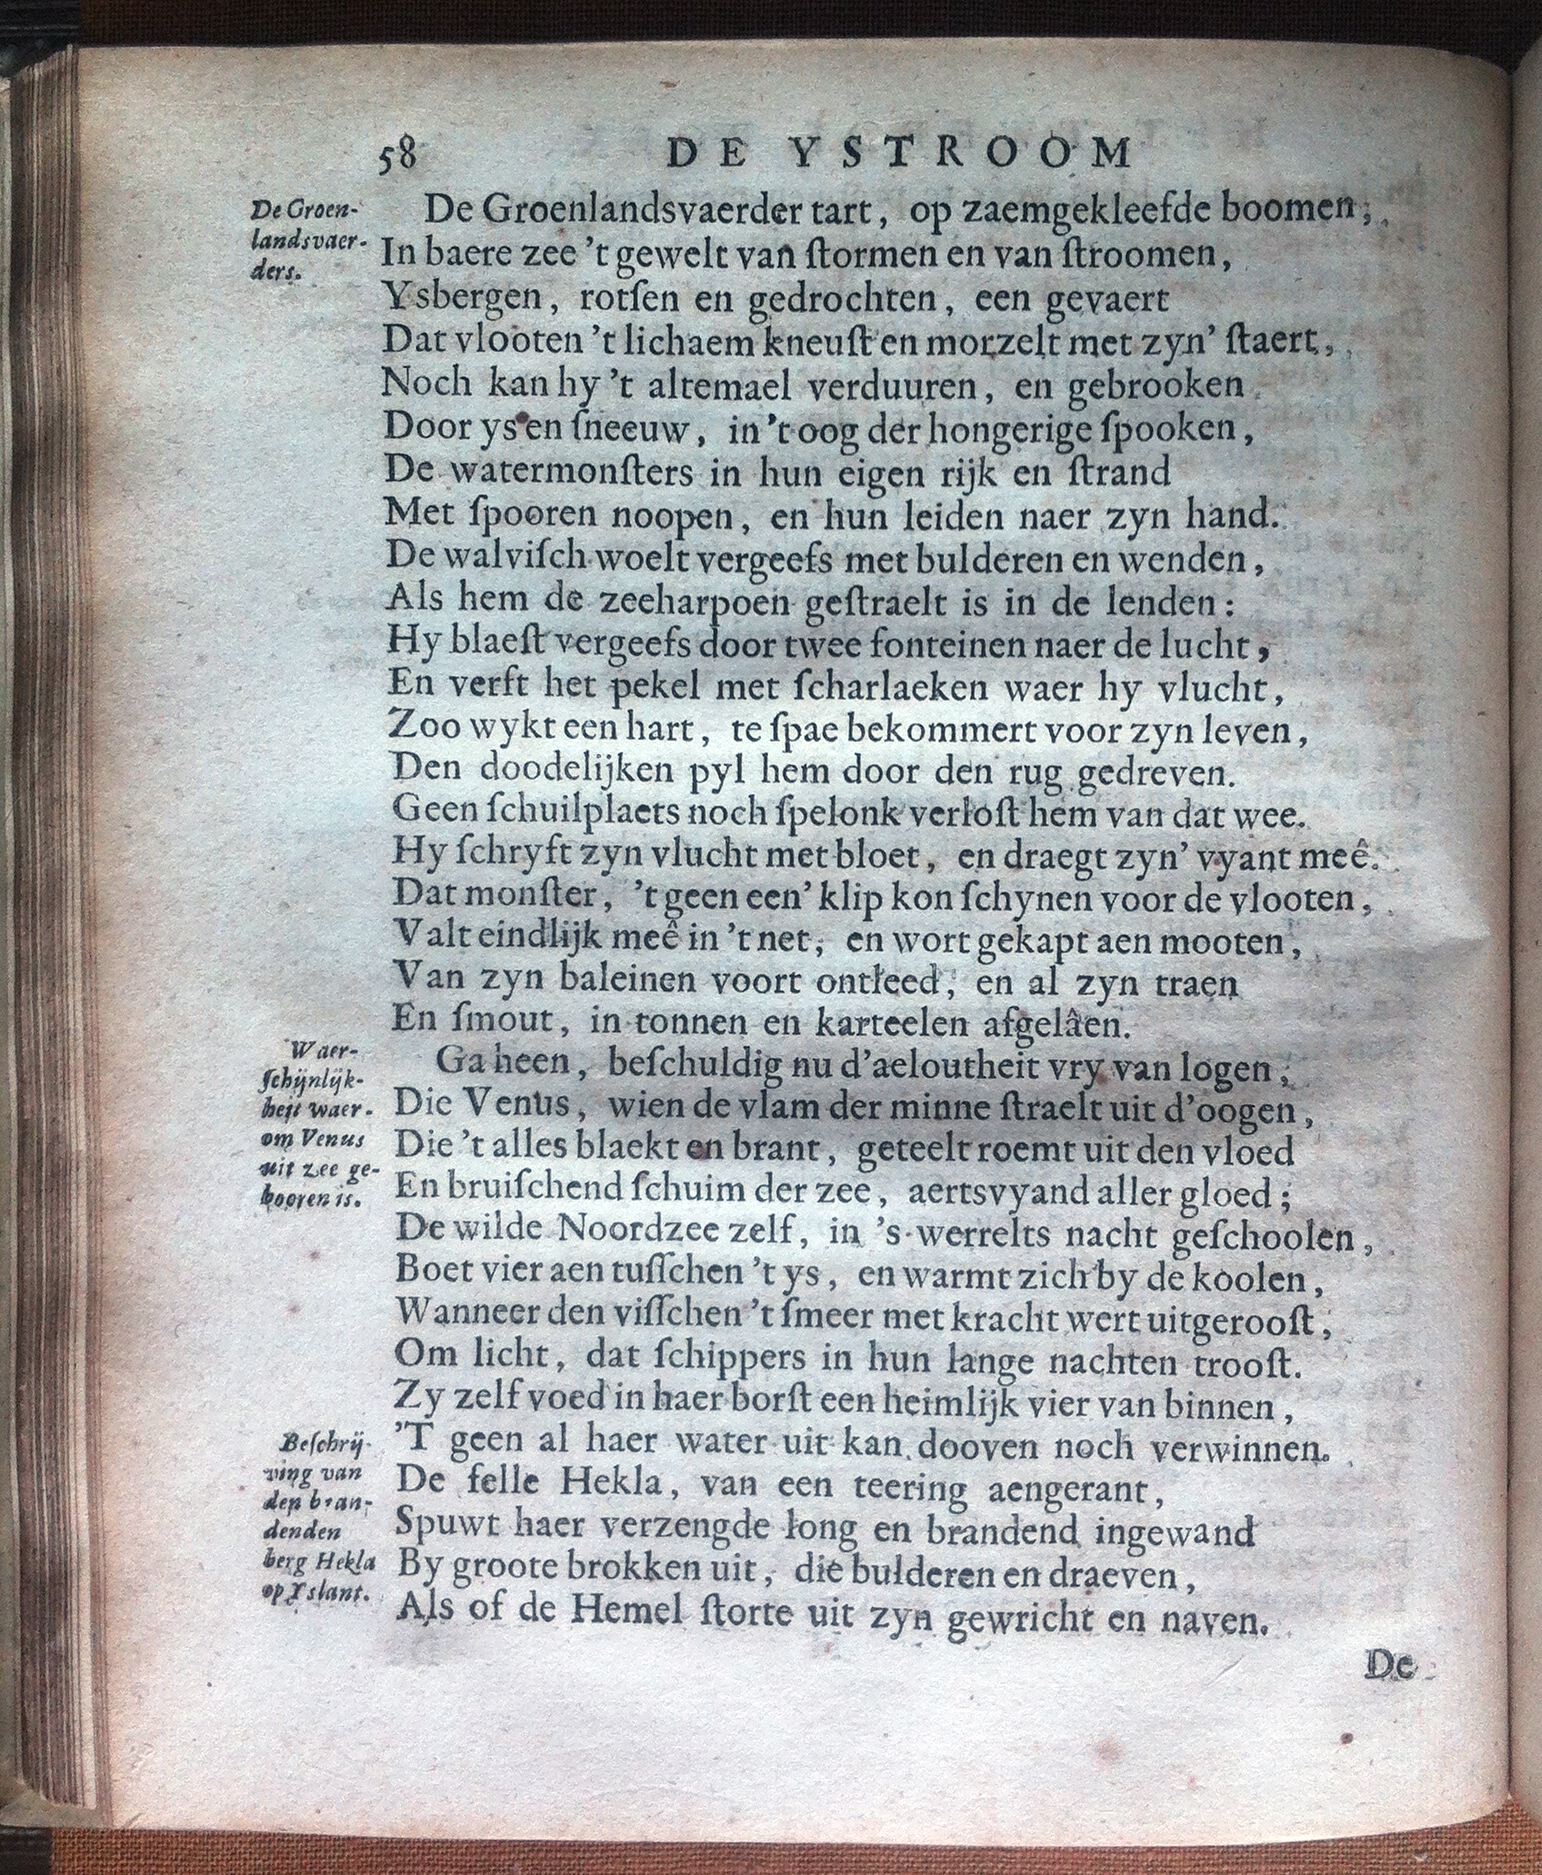 58 DE YSTROOM
De Groen-
landsvaer-
ders.
De Groenlandsvaerder tart, op zaemgekleefde boomen,
In baere zee 't gewelt van ſtormen en van ſtroomen,
Ysbergen, rotſen en gedrochten, een gevaert
Dat vlooten 't lichaem kneuſt en morzelt met zyn' ſtaert,
Noch kan hy 't altemael verduuren, en gebrooken
Door ys en ſneeuw, in 't oog der hongerige ſpooken,
De watermonſters in hun eigen rijk en ſtrand
Met ſpooren noopen, en hun leiden naer zyn hand.
De walviſch woelt vergeefs met bulderen en wenden,
Als hem de zeeharpoen geſtraelt is in de lenden:
Hy blaeſt vergeefs door twee fonteinen naer de lucht,
En verft het pekel met ſcharlaeken waer hy vlucht,
Zoo wykt een hart, te ſpae bekommert voor zyn leven,
Den doodelijken pyl hem door den rug gedreven.
Geen ſchuilplaets noch ſpelonk verloſt hem van dat wee.
Hy ſchryft zyn vlucht met bloet, en draegt zyn' vyant meê.
Dat monſter, 't geen een' klip kon ſchynen voor de vlooten,
Valt eindlijk meê in 't net, en wort gekapt aen mooten,
Van zyn baleinen voort ontleed, en al zyn traen
En ſmout, in tonnen en karteelen afgelâen.
Waer-
ſchijnlijk-
heit waer-
om Venus
uit zee ge-
booren is.
Ga heen, beſchuldig nu d'aeloutheit vry van logen,
Die Venus, wien de vlam der minne ſtraelt uit d'oogen,
Die 't alles blaekt en brant, geteelt roemt uit den vloed
En bruiſchend ſchuim der zee, aertsvyand aller gloed;
De wilde Noordzee zelf, in 's werrelts nacht geſchoolen,
Boet vier aen tuſſchen 't ys, en warmt zich by de koolen,
Wanneer den viſſchen 't ſmeer met kracht wert uitgerooſt,
Om licht, dat ſchippers in hun lange nachten trooſt.
Zy zelf voed in haer borſt een heimlijk vier van binnen,
'T geen al haer water uit kan dooven noch verwinnen.
Beſchrij-
ving van
den bran-
denden
berg Hekla
op Yslant.
De felle Hekla, van een teering aengerant,
Spuwt haer verzengde long en brandend ingewand
By groote brokken uit, die bulderen en draeven,
Als of de Hemel ſtorte uit zyn gewricht en naven.
De